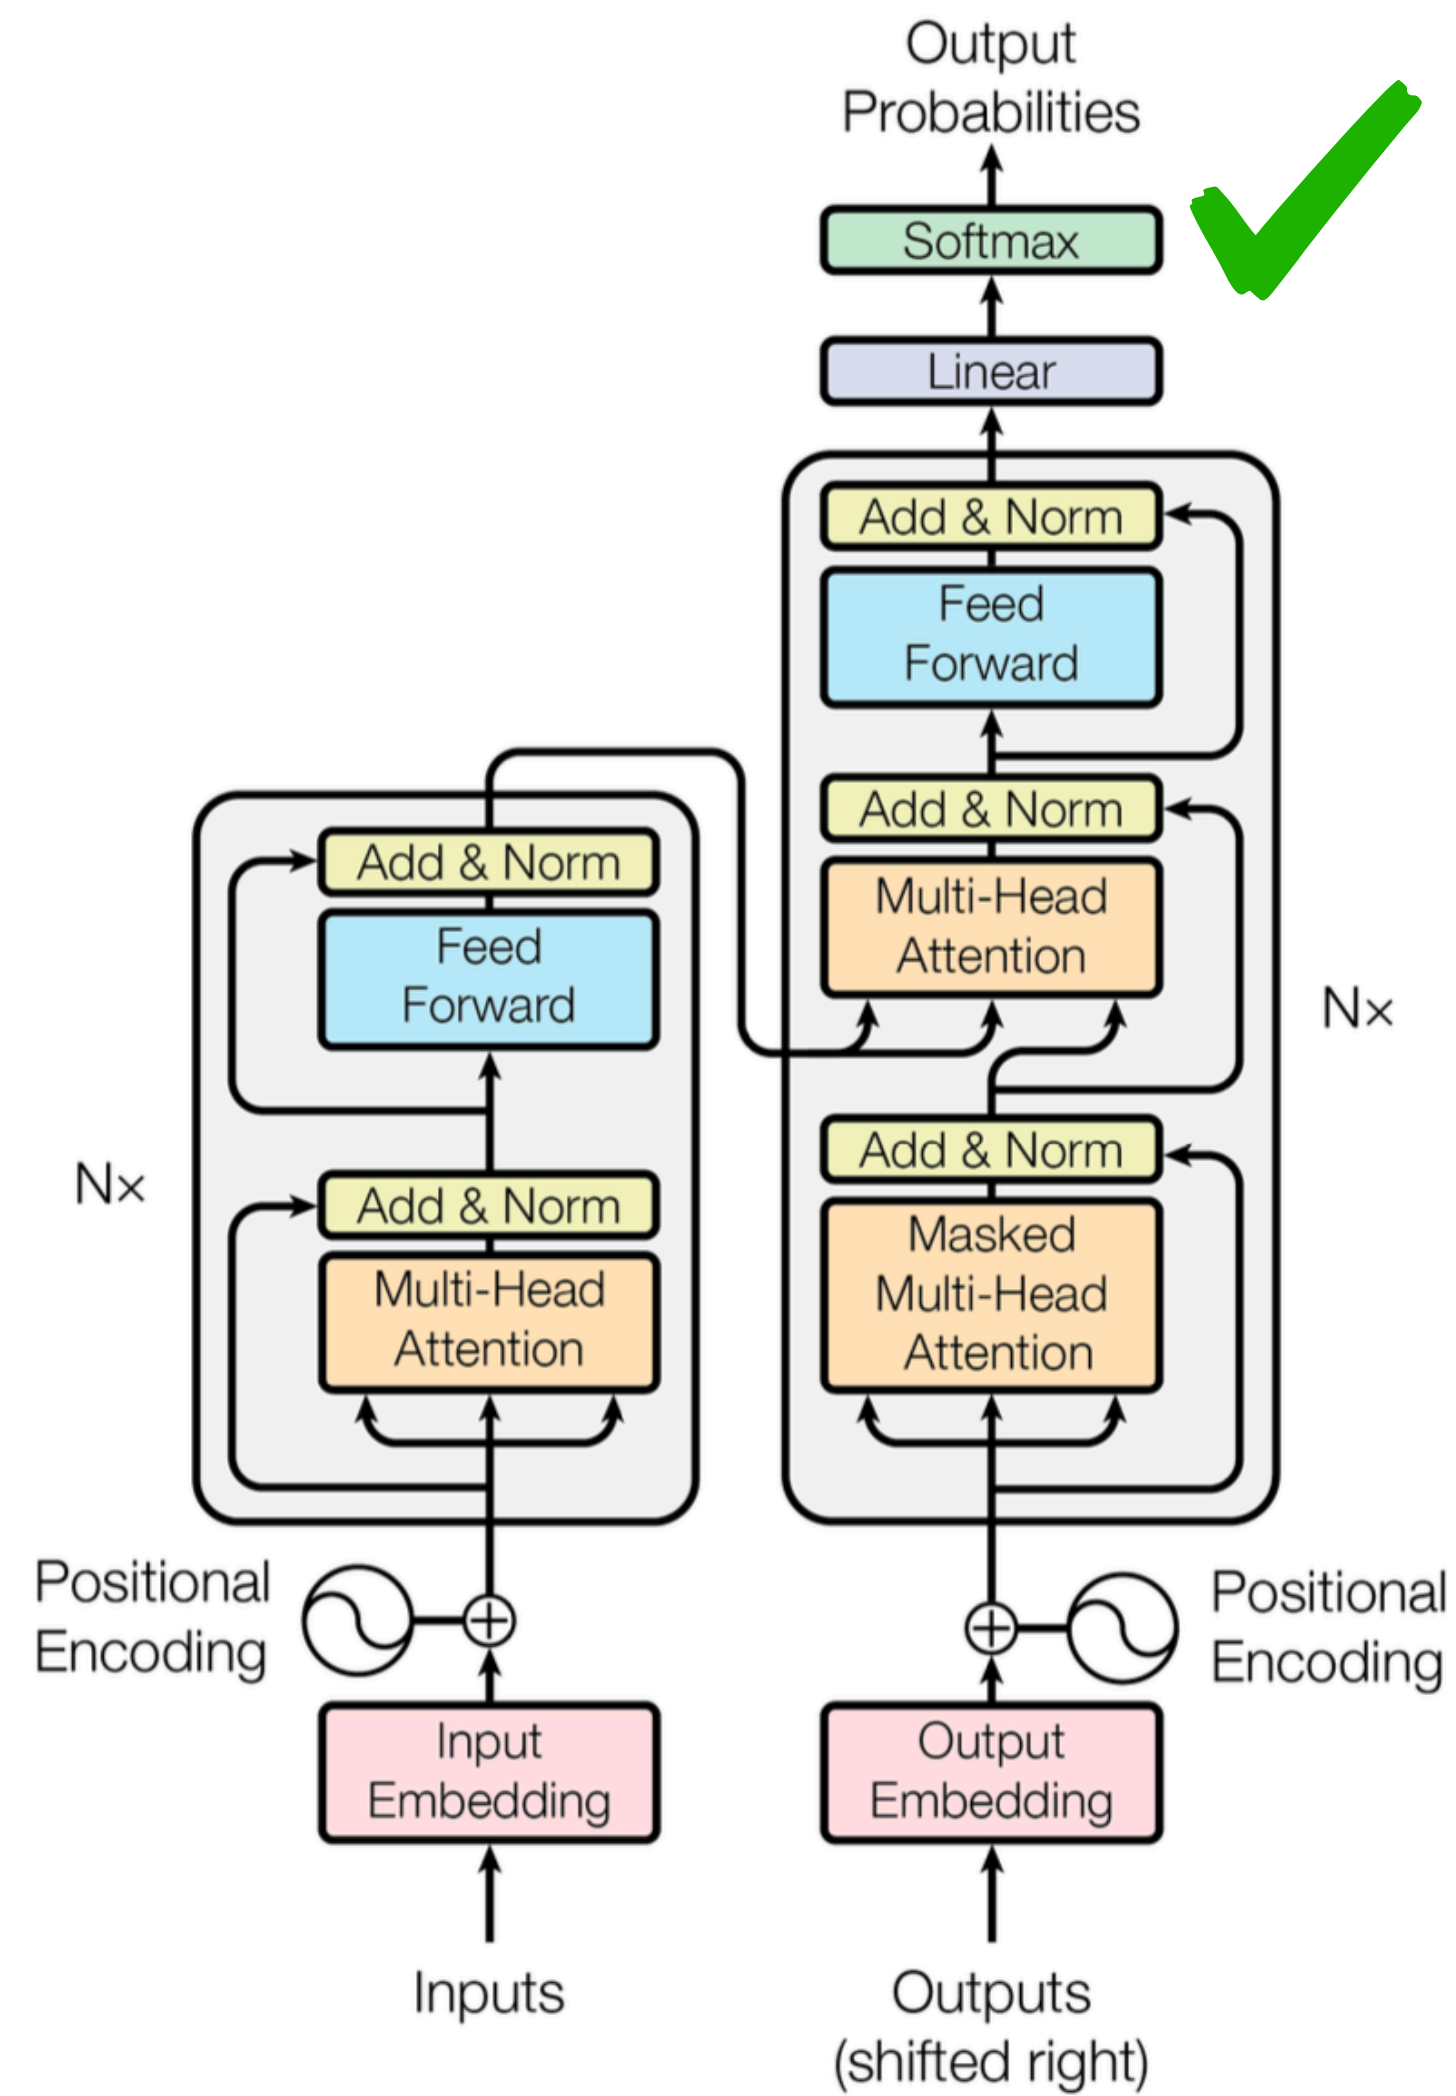 Output
Probabilities
Softmax
Linear
Add & Norm
Feed
Forward
Add & Norm
Multi-Head
Attention
Nx
Add & Norm
Masked
Multi-Head
Attention
Add & Norm
Feed
Forward
Nx
Add & Norm
Multi-Head
Attention
Positional
Encoding
Positional
Encoding
Input
Embedding
Output
Embedding
Inputs
Outputs
(shifted right)